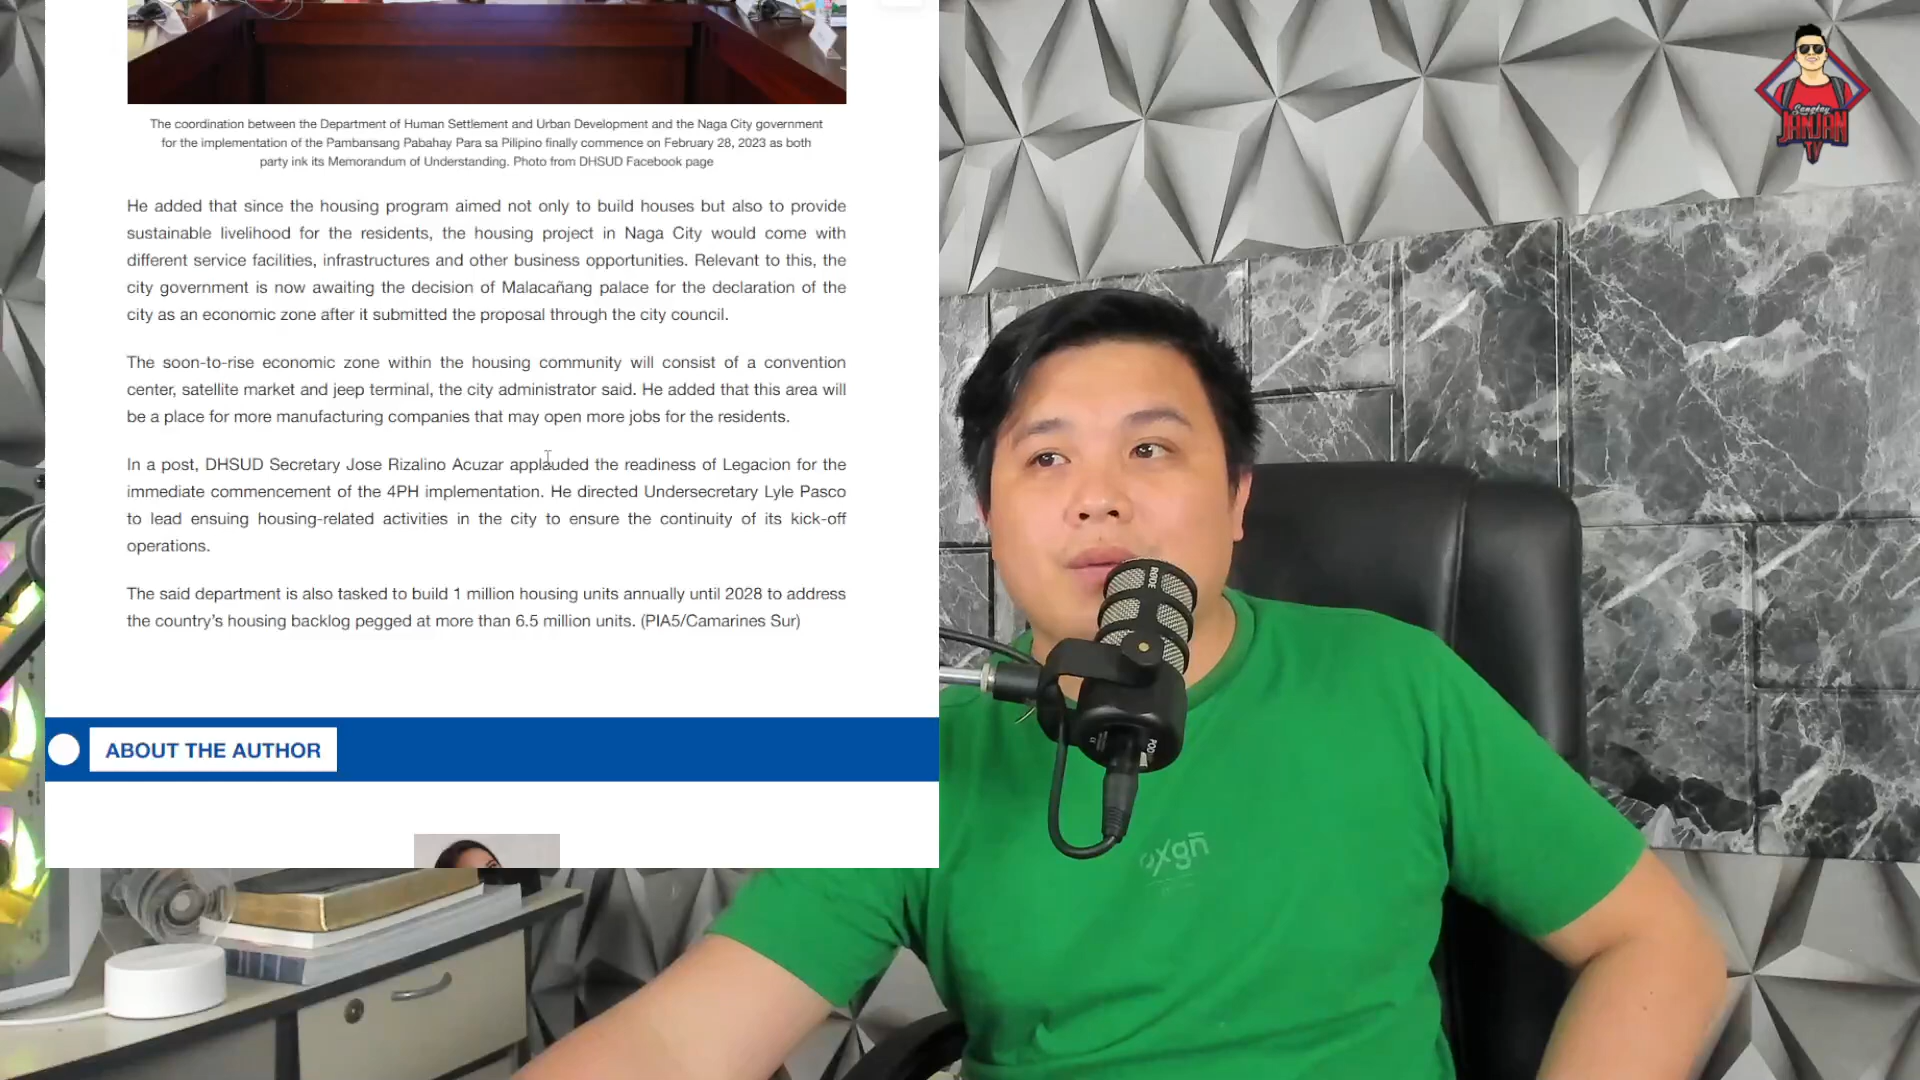 The coordination between the Department of Human Settlement and Urban Development and the Naga City government
for the implementation of the Pambansang Pabahay Para sa Pilipino finally commence on February 28, 2023 as both
party ink its Memorandum of Understanding. Photo from DHSUD Facebook page
He added that since the housing program aimed not only to build houses but also to provide
sustainable livelihood for the residents, the housing project in Naga City would come with
different service facilities, infrastructures and other business opportunities. Relevant to this, the
city government is now awaiting the decision of Malacañang palace for the declaration of the
city as an economic zone after it submitted the proposal through the city council.
The soon-to-rise economic zone within the housing community will consist of a convention
center, satellite market and jeep terminal, the city administrator said. He added that this area will
be a place for more manufacturing companies that may open more jobs for the residents.
In a post, DHSUD Secretary Jose Rizalino Acuzar applauded the readiness of Legacion for the
immediate commencement of the 4PH implementation. He directed Undersecretary Lyle Pasco
to lead ensuing housing-related activities in the city to ensure the continuity of its kick-off
operations.
The said department is also tasked to build 1 million housing units annually until 2028 to address
the country's housing backlog pegged at more than 6.5 million units. (PIA5/Camarines Sur)
ABOUT THE AUTHOR
Sangkay
JANJAN
TV
RØDE
POD
oxgn